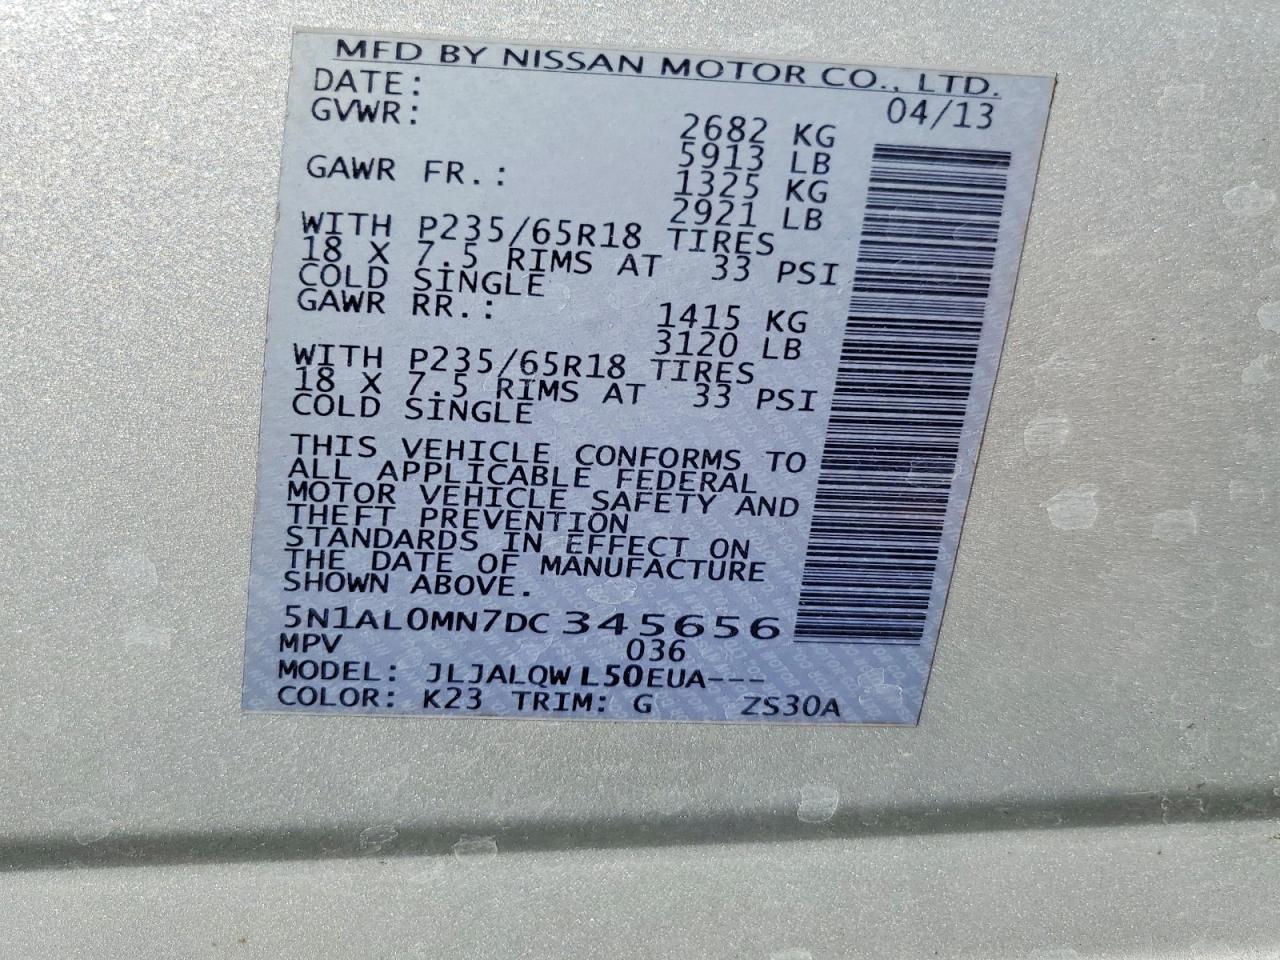 MFD BY NISSAN MOTOR CO., LTD.
DATE: 04/13
GVWR: 2682 KG
5913 LB
GAWR FR.: 1325 KG
2921 LB
WITH P235/65R18 TIRES
18 X 7.5 RIMS AT 33 PSI
COLD SINGLE
GAWR RR.: 1415 KG
3120 LB
WITH P235/65R18 TIRES
18 X 7.5 RIMS AT 33 PSI
COLD SINGLE
THIS VEHICLE CONFORMS TO
ALL APPLICABLE FEDERAL
MOTOR VEHICLE SAFETY AND
THEFT PREVENTION
STANDARDS IN EFFECT ON
THE DATE OF MANUFACTURE
SHOWN ABOVE.
5N1AL0MN7DC345656
MPV 036
MODEL: JLJALQWL50EUA---
COLOR: K23 TRIM: G ZS30A